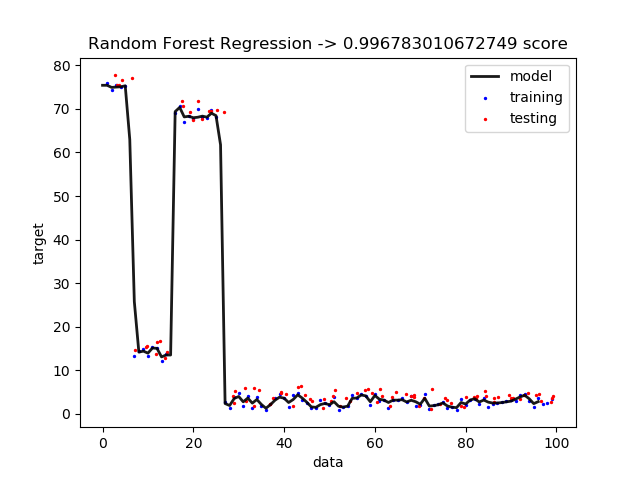 Random Forest Regression -> 0.996783010672749 score
model
training
testing
target
80
70
60
50
40
30
20
10
0
0 20 40 60 80 100
data